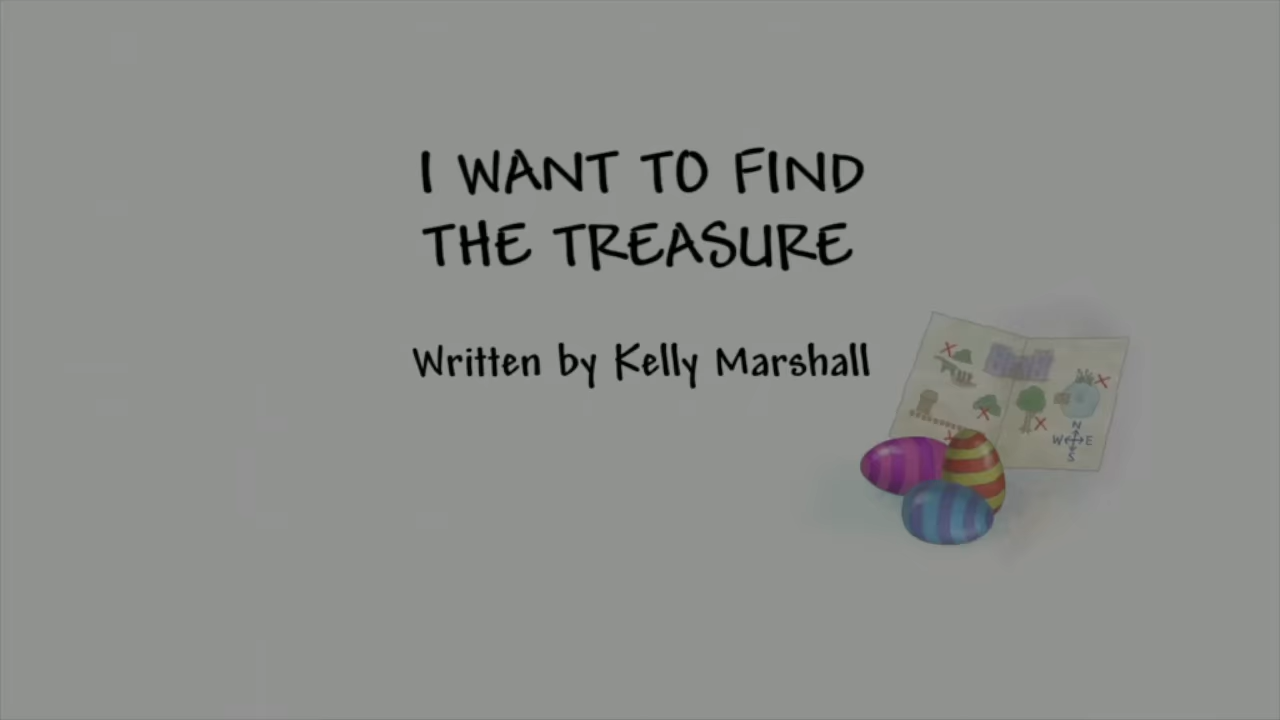 I WANT TO FIND
THE TREASURE
Written by Kelly Marshall
N
W E
S